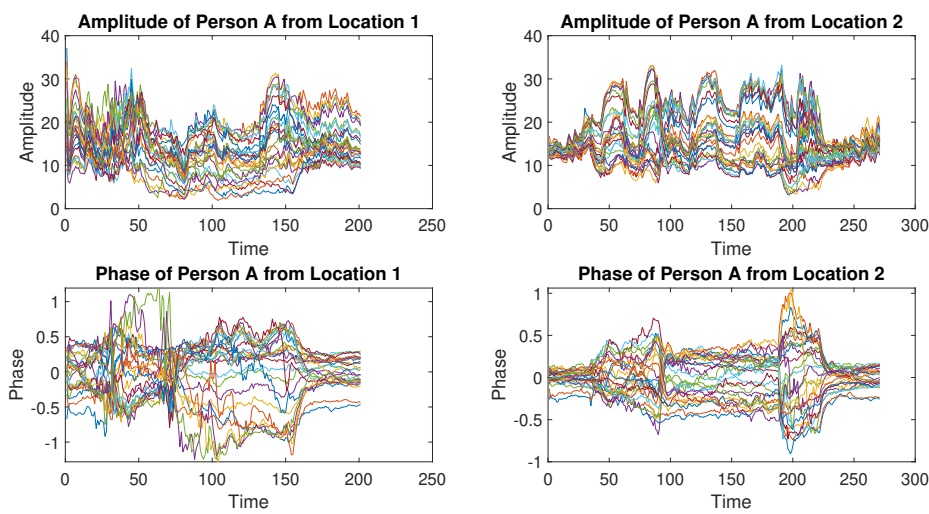 Amplitude of Person A from Location 1
40
30
20
10
0
Amplitude
0 50 100 150 200 250
Time
Amplitude of Person A from Location 2
40
30
20
10
0
Amplitude
0 50 100 150 200 250 300
Time
Phase of Person A from Location 1
1
0.5
0
-0.5
-1
Phase
0 50 100 150 200 250
Time
Phase of Person A from Location 2
1
0.5
0
-0.5
-1
Phase
0 50 100 150 200 250 300
Time